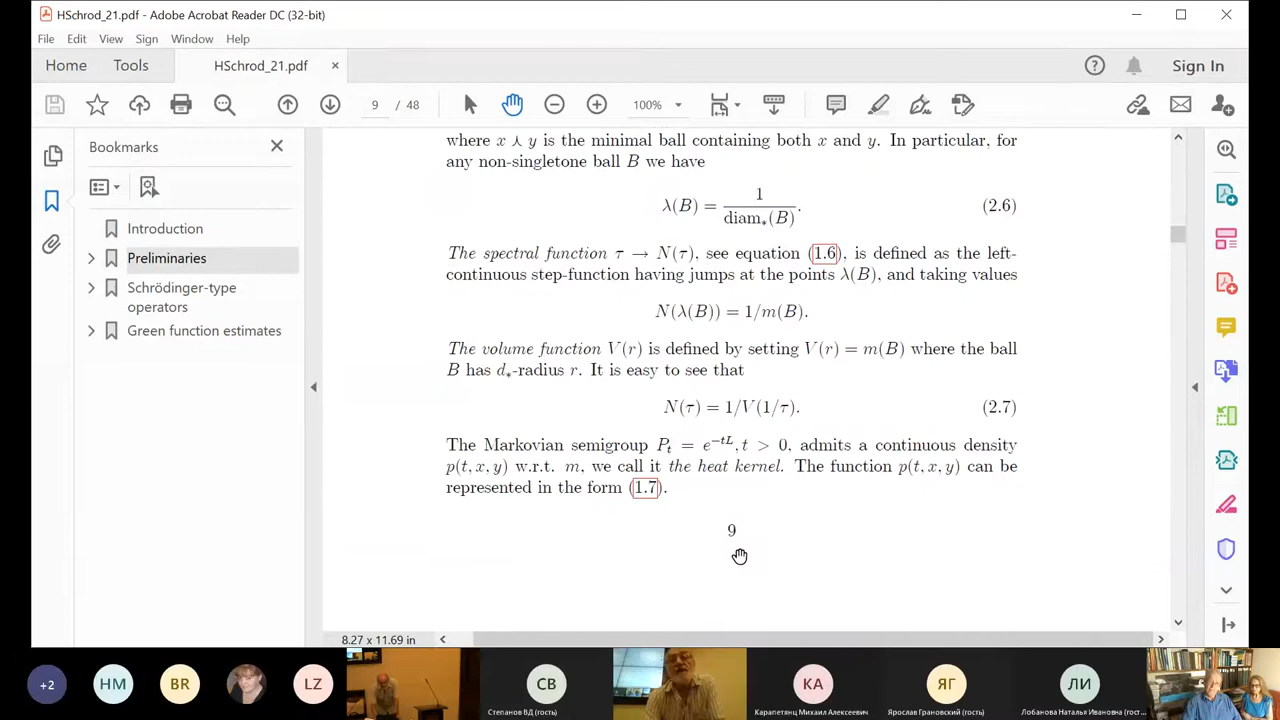 HSchrod_21.pdf - Adobe Acrobat Reader DC (32-bit)
File Edit View Sign Window Help
Home Tools HSchrod_21.pdf × Sign In
9 / 48 100%
Bookmarks
Introduction
Preliminaries
Schrödinger-type
operators
Green function estimates
where x ⋏ y is the minimal ball containing both x and y. In particular, for
any non-singletone ball B we have
λ(B) = 1 / diam∗(B). (2.6)
The spectral function τ → N(τ), see equation (1.6), is defined as the left-
continuous step-function having jumps at the points λ(B), and taking values
N(λ(B)) = 1/m(B).
The volume function V(r) is defined by setting V(r) = m(B) where the ball
B has d∗-radius r. It is easy to see that
N(τ) = 1/V(1/τ). (2.7)
The Markovian semigroup Pₜ = e^{−tL}, t > 0, admits a continuous density
p(t, x, y) w.r.t. m, we call it the heat kernel. The function p(t, x, y) can be
represented in the form (1.7).
9
8.27 x 11.69 in
+2 HM BR LZ СВ КА ЯГ ЛИ
Степанов ВД (гость) Карапетянц Михаил Алексеевич Ярослав Грановский (гость) Лобанова Наталья Ивановна (гост...